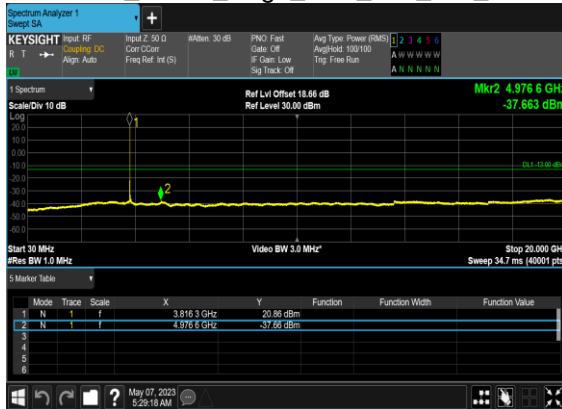 Spectrum Analyzer 1
Swept SA
KEYSIGHT Input: RF Input Z: 50 Ω #Atten: 30 dB PNO: Fast Avg Type: Power (RMS) 1 2 3 4 5 6
R T Coupling: DC Corr CCorr Gate: Off Avg|Hold: 100/100 A W W W W W
Align: Auto Freq Ref: Int (S) IF Gain: Low Trig: Free Run
Sig Track: Off A N N N N N
1 Spectrum Ref Lvl Offset 18.66 dB Mkr2 4.976 6 GHz
Scale/Div 10 dB Ref Level 30.00 dBm -37.663 dBm
Log
20.0 1
10.0
0.00
-10.0 DL1 -13.00 dBm
-20.0
-30.0 2
-40.0
-50.0
-60.0
Start 30 MHz Video BW 3.0 MHz* Stop 20.000 GH
#Res BW 1.0 MHz Sweep 34.7 ms (40001 pts
5 Marker Table
Mode Trace Scale X Y Function Function Width Function Value
1 N 1 f 3.816 3 GHz 20.86 dBm
2 N 1 f 4.976 6 GHz -37.66 dBm
3
4
5
6
? May 07, 2023
5:29:18 AM